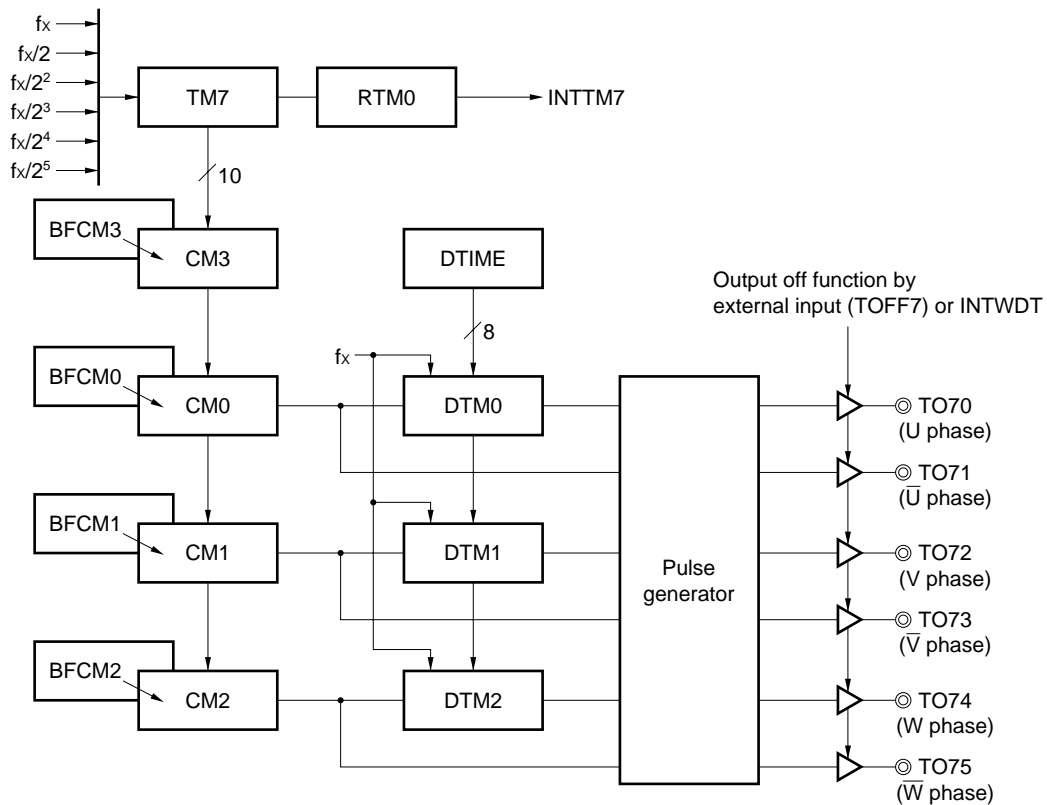 fX
fX/2
fX/2²
fX/2³
fX/2⁴
fX/2⁵
TM7
RTM0
INTTM7
10
BFCM3
CM3
DTIME
Output off function by
external input (TOFF7) or INTWDT
8
fX
BFCM0
CM0
DTM0
TO70
(U phase)
TO71
(U̅ phase)
BFCM1
CM1
DTM1
Pulse
generator
TO72
(V phase)
TO73
(V̅ phase)
BFCM2
CM2
DTM2
TO74
(W phase)
TO75
(W̅ phase)